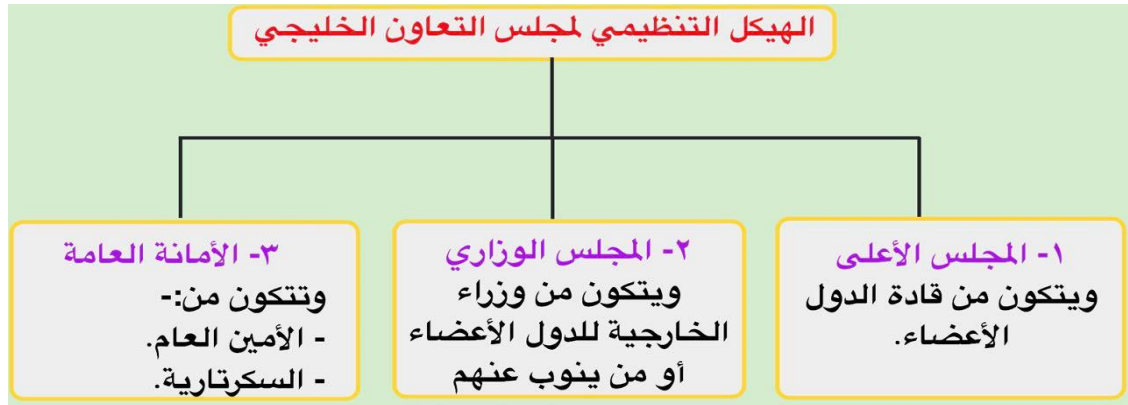 الهيكل التنظيمي لمجلس التعاون الخليجي
١- المجلس الأعلى
ويتكون من قادة الدول
الأعضاء.
٢- المجلس الوزاري
ويتكون من وزراء
الخارجية للدول الأعضاء
أو من ينوب عنهم
٣- الأمانة العامة
وتتكون من:-
- الأمين العام.
- السكرتارية.